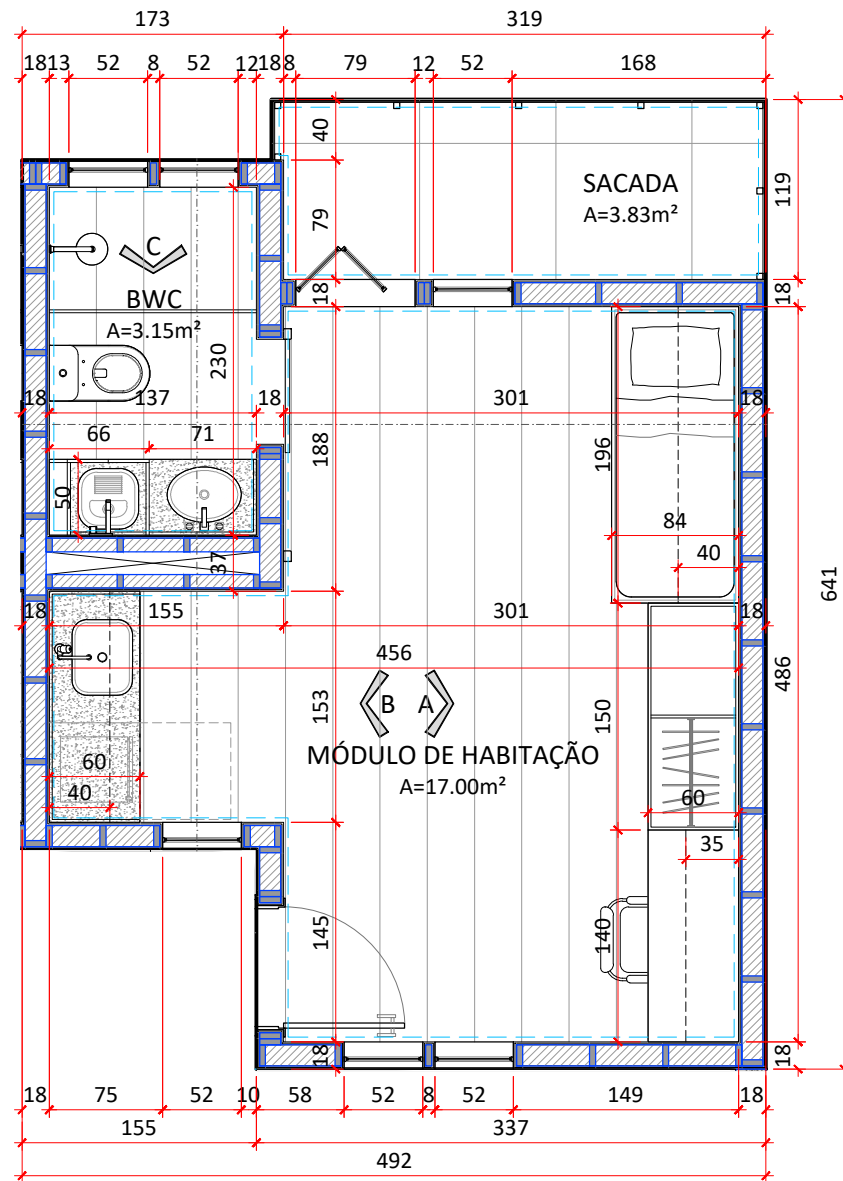 173 319
18 13 52 8 52 12 18 8 79 12 52 168
40
SACADA
A=3.83m²
119
79
C
BWC
A=3.15m²
18 18
230
18 137 18 301 18
66 71
188
196
50
84
40
37
641
18 155 301 18
456
486
B A
153
150
MÓDULO DE HABITAÇÃO
A=17.00m²
60
40
60
35
145
140
18 18
18 75 52 10 58 52 8 52 149 18
155 337
492